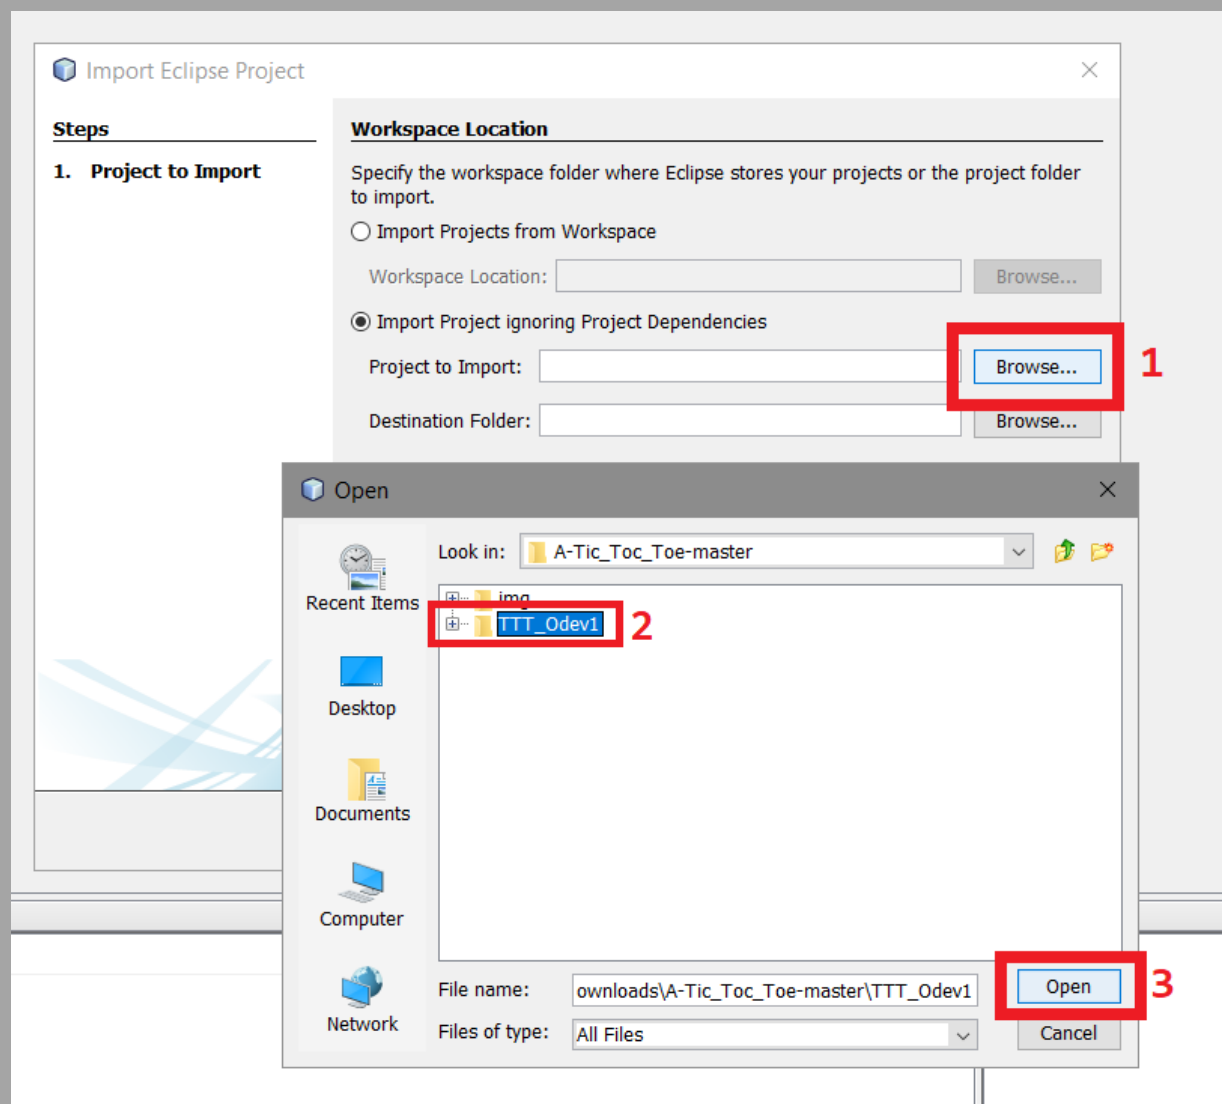 Import Eclipse Project
Steps
1. Project to Import
Workspace Location
Specify the workspace folder where Eclipse stores your projects or the project folder
to import.
Import Projects from Workspace
Workspace Location:
Browse...
Import Project ignoring Project Dependencies
Project to Import:
Browse...
1
Destination Folder:
Browse...
Open
Look in:
A-Tic_Toc_Toe-master
Recent Items
Desktop
Documents
Computer
Network
img
TTT_Odev1
2
File name:
ownloads\A-Tic_Toc_Toe-master\TTT_Odev1
Open
3
Files of type:
All Files
Cancel